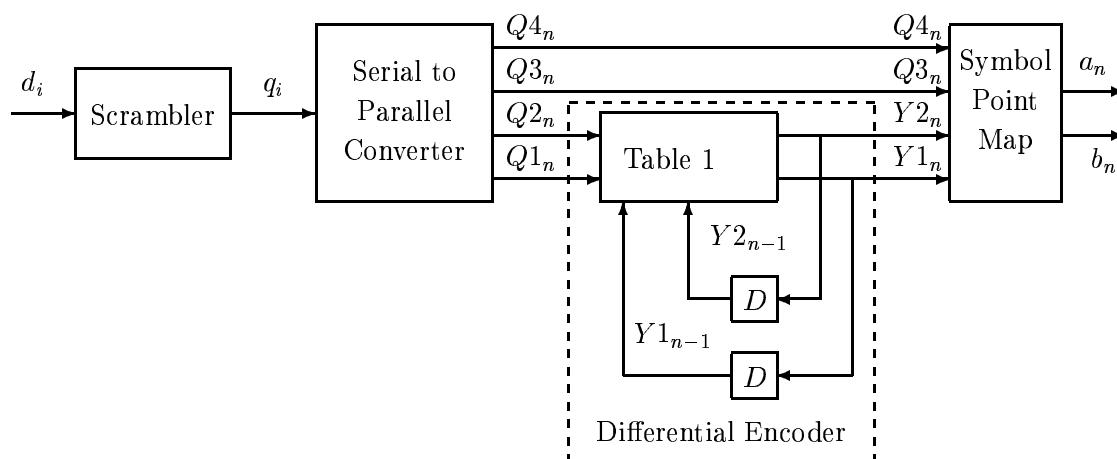 d_i
Scrambler
q_i
Serial to
Parallel
Converter
Q4_n
Q3_n
Q2_n
Q1_n
Table 1
Q4_n
Q3_n
Y2_n
Y1_n
Symbol
Point
Map
a_n
b_n
Y2_{n-1}
D
Y1_{n-1}
D
Differential Encoder